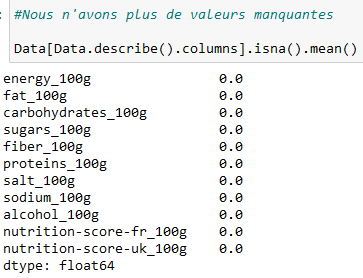 :
#Nous n'avons plus de valeurs manquantes
Data[Data.describe().columns].isna().mean()
energy_100g 0.0
fat_100g 0.0
carbohydrates_100g 0.0
sugars_100g 0.0
fiber_100g 0.0
proteins_100g 0.0
salt_100g 0.0
sodium_100g 0.0
alcohol_100g 0.0
nutrition-score-fr_100g 0.0
nutrition-score-uk_100g 0.0
dtype: float64